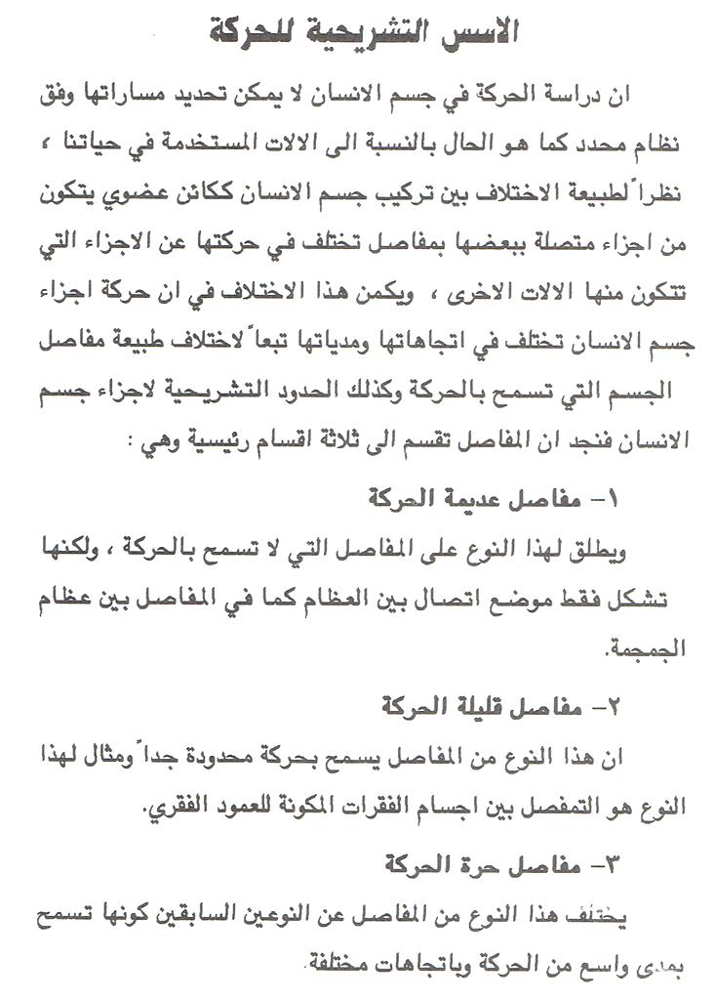 الاسس التشريحية للحركة
ان دراسة الحركة في جسم الانسان لا يمكن تحديد مساراتها وفق
نظام محدد كما هو الحال بالنسبة الى الالات المستخدمة في حياتنا ،
نظراً لطبيعة الاختلاف بين تركيب جسم الانسان ككائن عضوي يتكون
من اجزاء متصلة ببعضها بمفاصل تختلف في حركتها عن الاجزاء التي
تتكون منها الالات الاخرى ، ويكمن هذا الاختلاف في ان حركة اجزاء
جسم الانسان تختلف في اتجاهاتها ومدياتها تبعاً لاختلاف طبيعة مفاصل
الجسم التي تسمح بالحركة وكذلك الحدود التشريحية لاجزاء جسم
الانسان فنجد ان المفاصل تقسم الى ثلاثة اقسام رئيسية وهي :
١- مفاصل عديمة الحركة
ويطلق لهذا النوع على المفاصل التي لا تسمح بالحركة ، ولكنها
تشكل فقط موضع اتصال بين العظام كما في المفاصل بين عظام
الجمجمة.
٢- مفاصل قليلة الحركة
ان هذا النوع من المفاصل يسمح بحركة محدودة جداً ومثال لهذا
النوع هو التمفصل بين اجسام الفقرات المكونة للعمود الفقري.
٣- مفاصل حرة الحركة
يختلف هذا النوع من المفاصل عن النوعين السابقين كونها تسمح
بمدى واسع من الحركة وباتجاهات مختلفة.